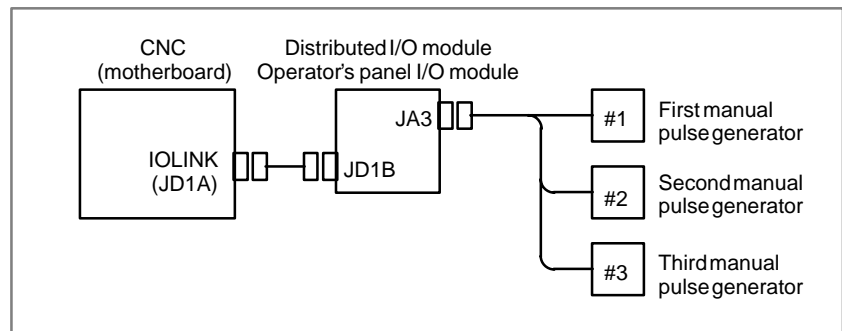 CNC
(motherboard)
Distributed I/O module
Operator's panel I/O module
JA3
IOLINK
(JD1A)
JD1B
#1
First manual
pulse generator
#2
Second manual
pulse generator
#3
Third manual
pulse generator